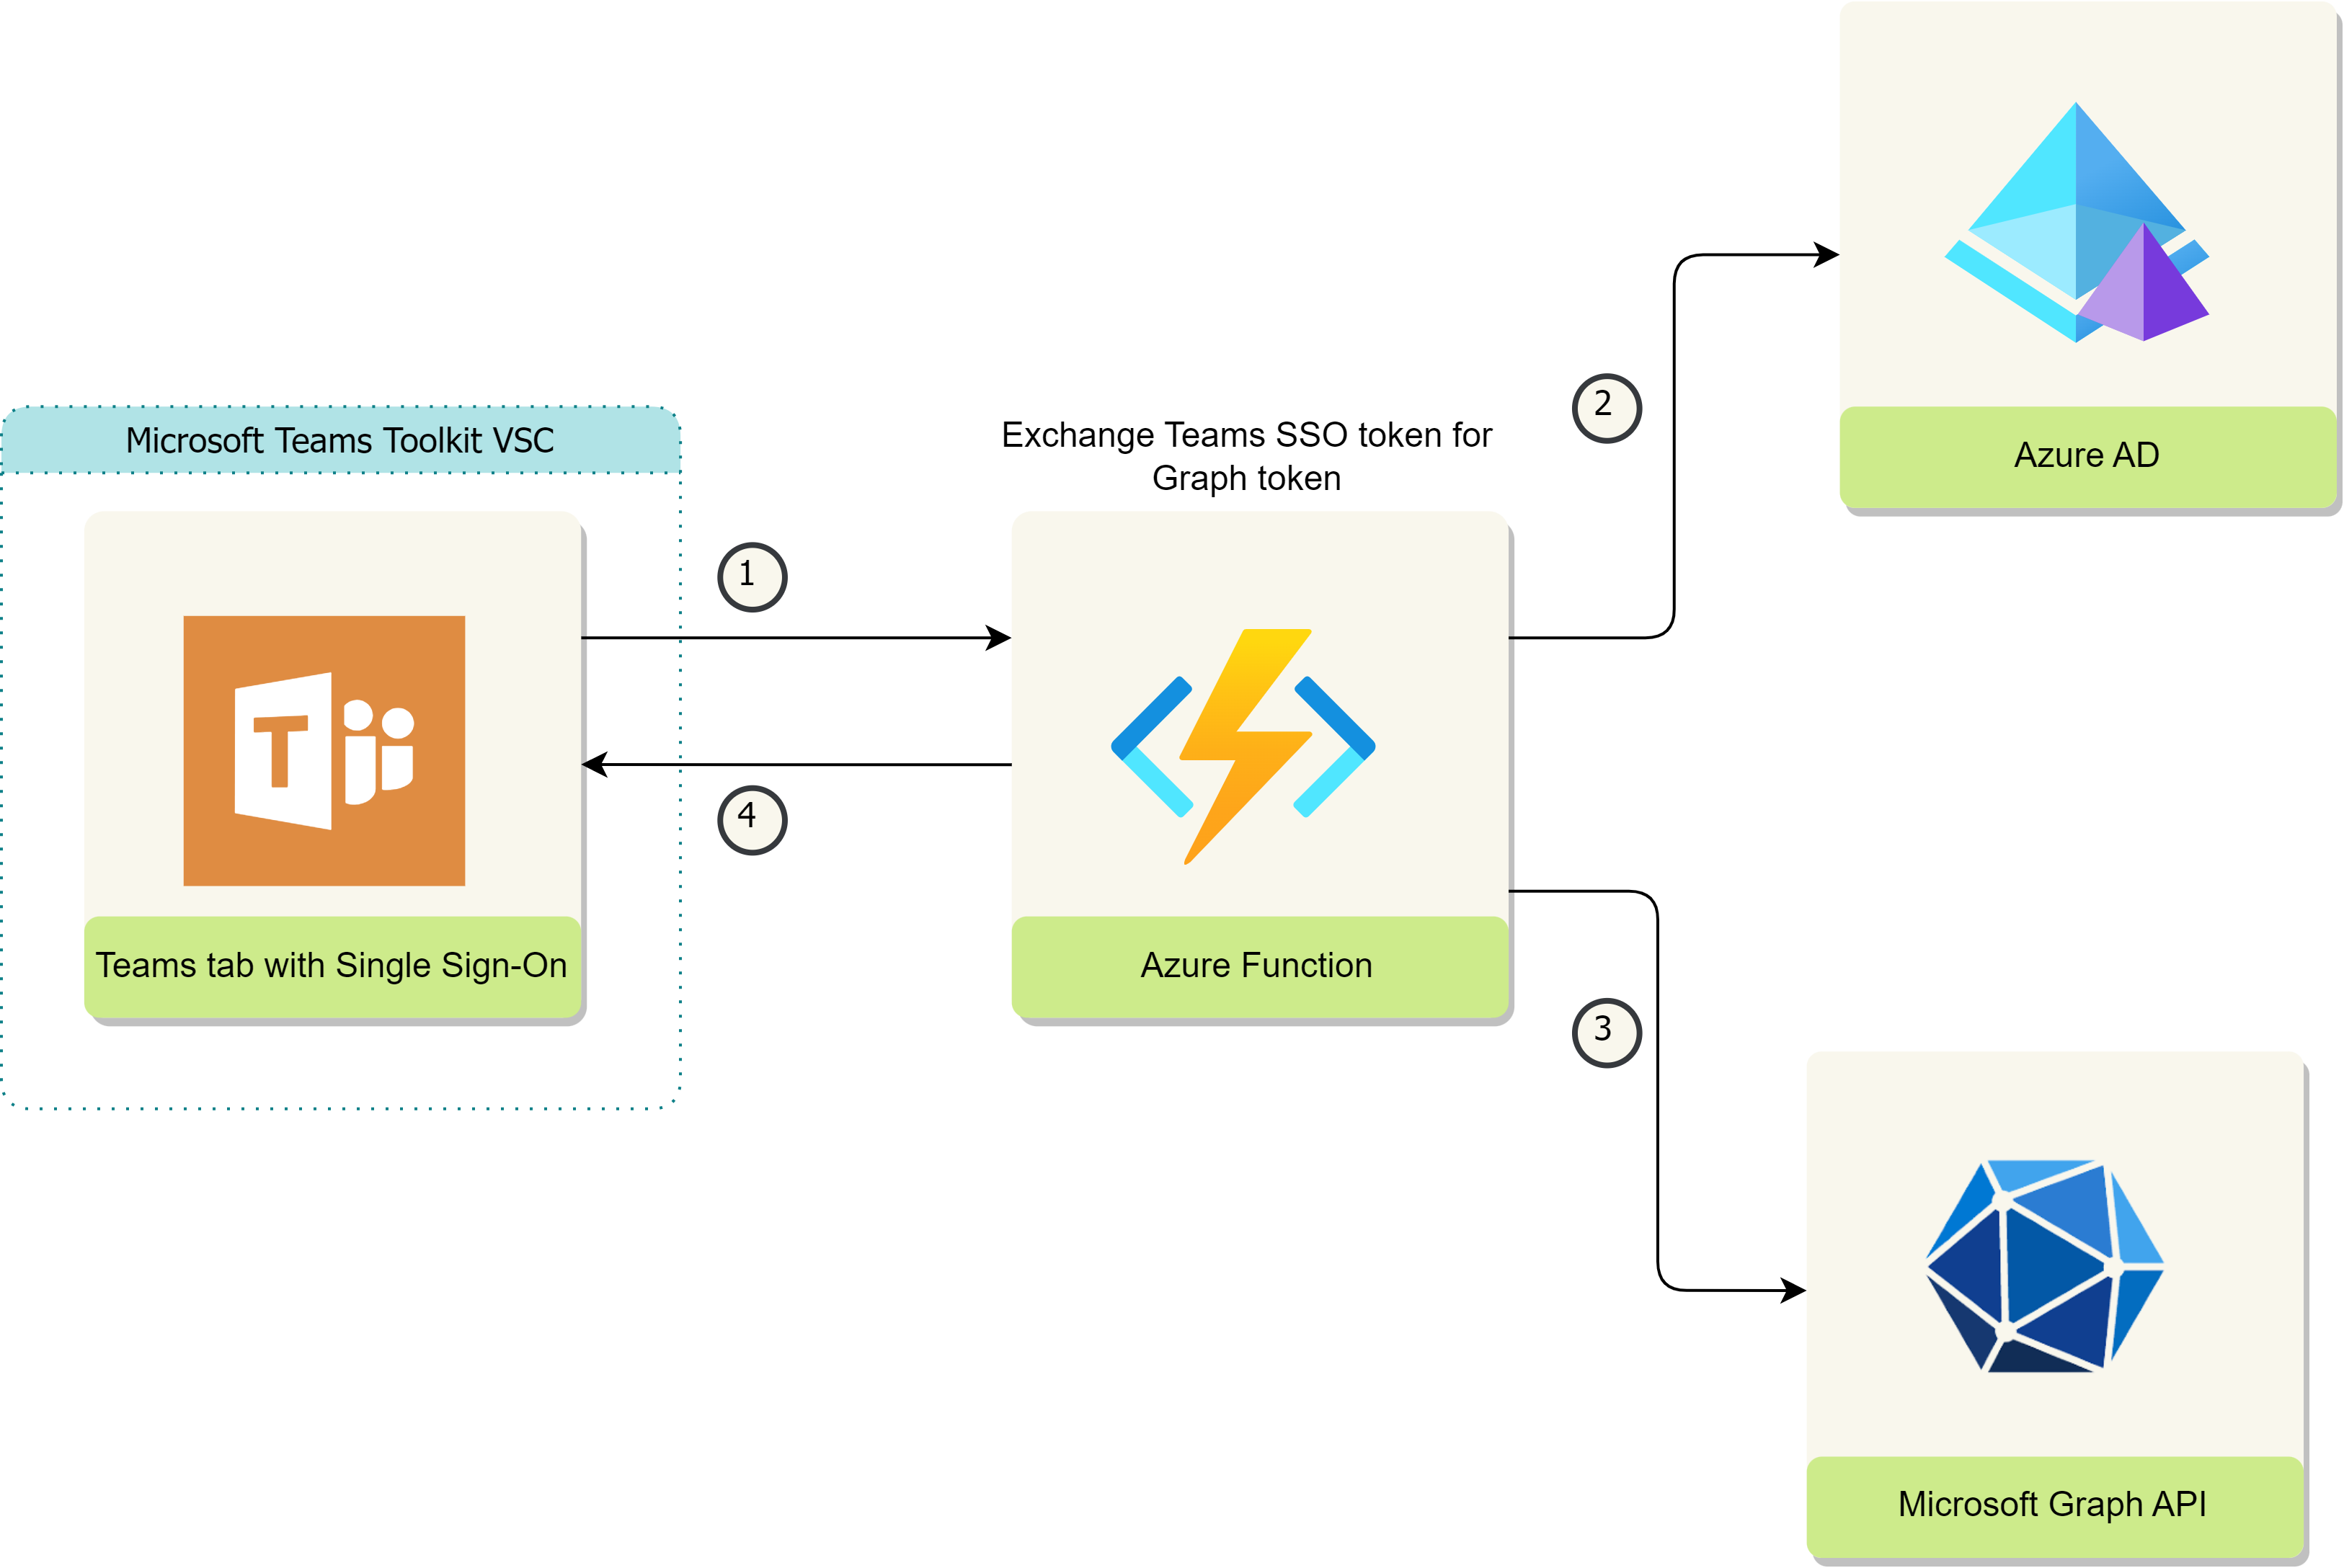 Microsoft Teams Toolkit VSC
T
Teams tab with Single Sign-On
1
4
Exchange Teams SSO token for
Graph token
Azure Function
2
3
Azure AD
Microsoft Graph API